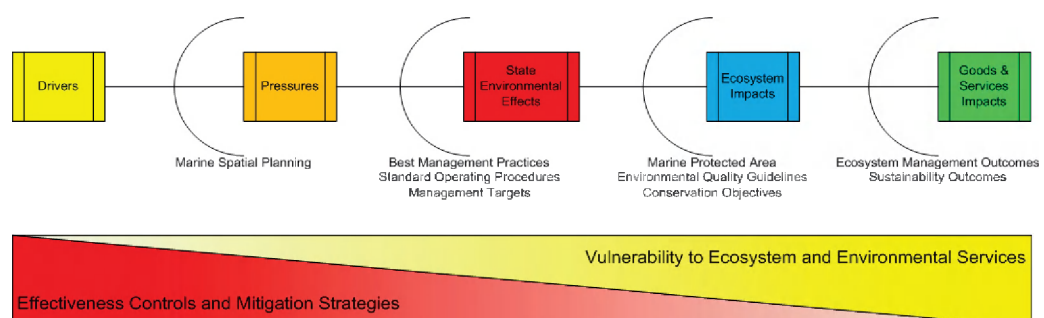 Drivers
Pressures
State
Environmental
Effects
Ecosystem
Impacts
Goods &
Services
Impacts
Marine Spatial Planning
Best Management Practices
Standard Operating Procedures
Management Targets
Marine Protected Area
Environmental Quality Guidelines
Conservation Objectives
Ecosystem Management Outcomes
Sustainability Outcomes
Vulnerability to Ecosystem and Environmental Services
Effectiveness Controls and Mitigation Strategies